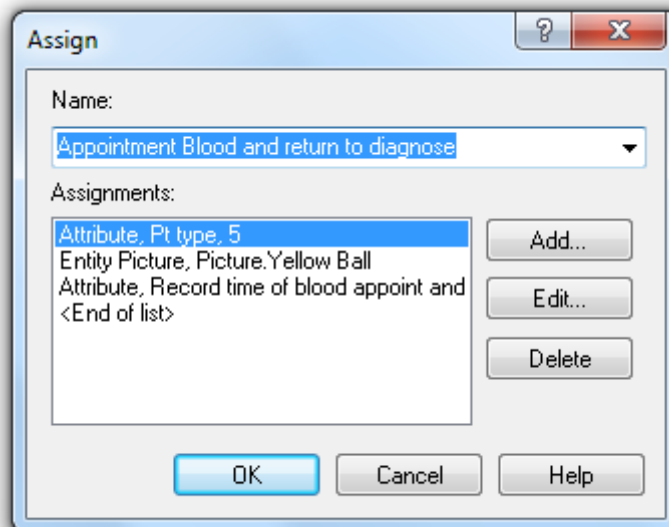 Assign
?
X
Name:
Appointment Blood and return to diagnose
Assignments:
Attribute, Pt type, 5
Entity Picture, Picture.Yellow Ball
Attribute, Record time of blood appoint and
<End of list>
Add...
Edit...
Delete
OK
Cancel
Help